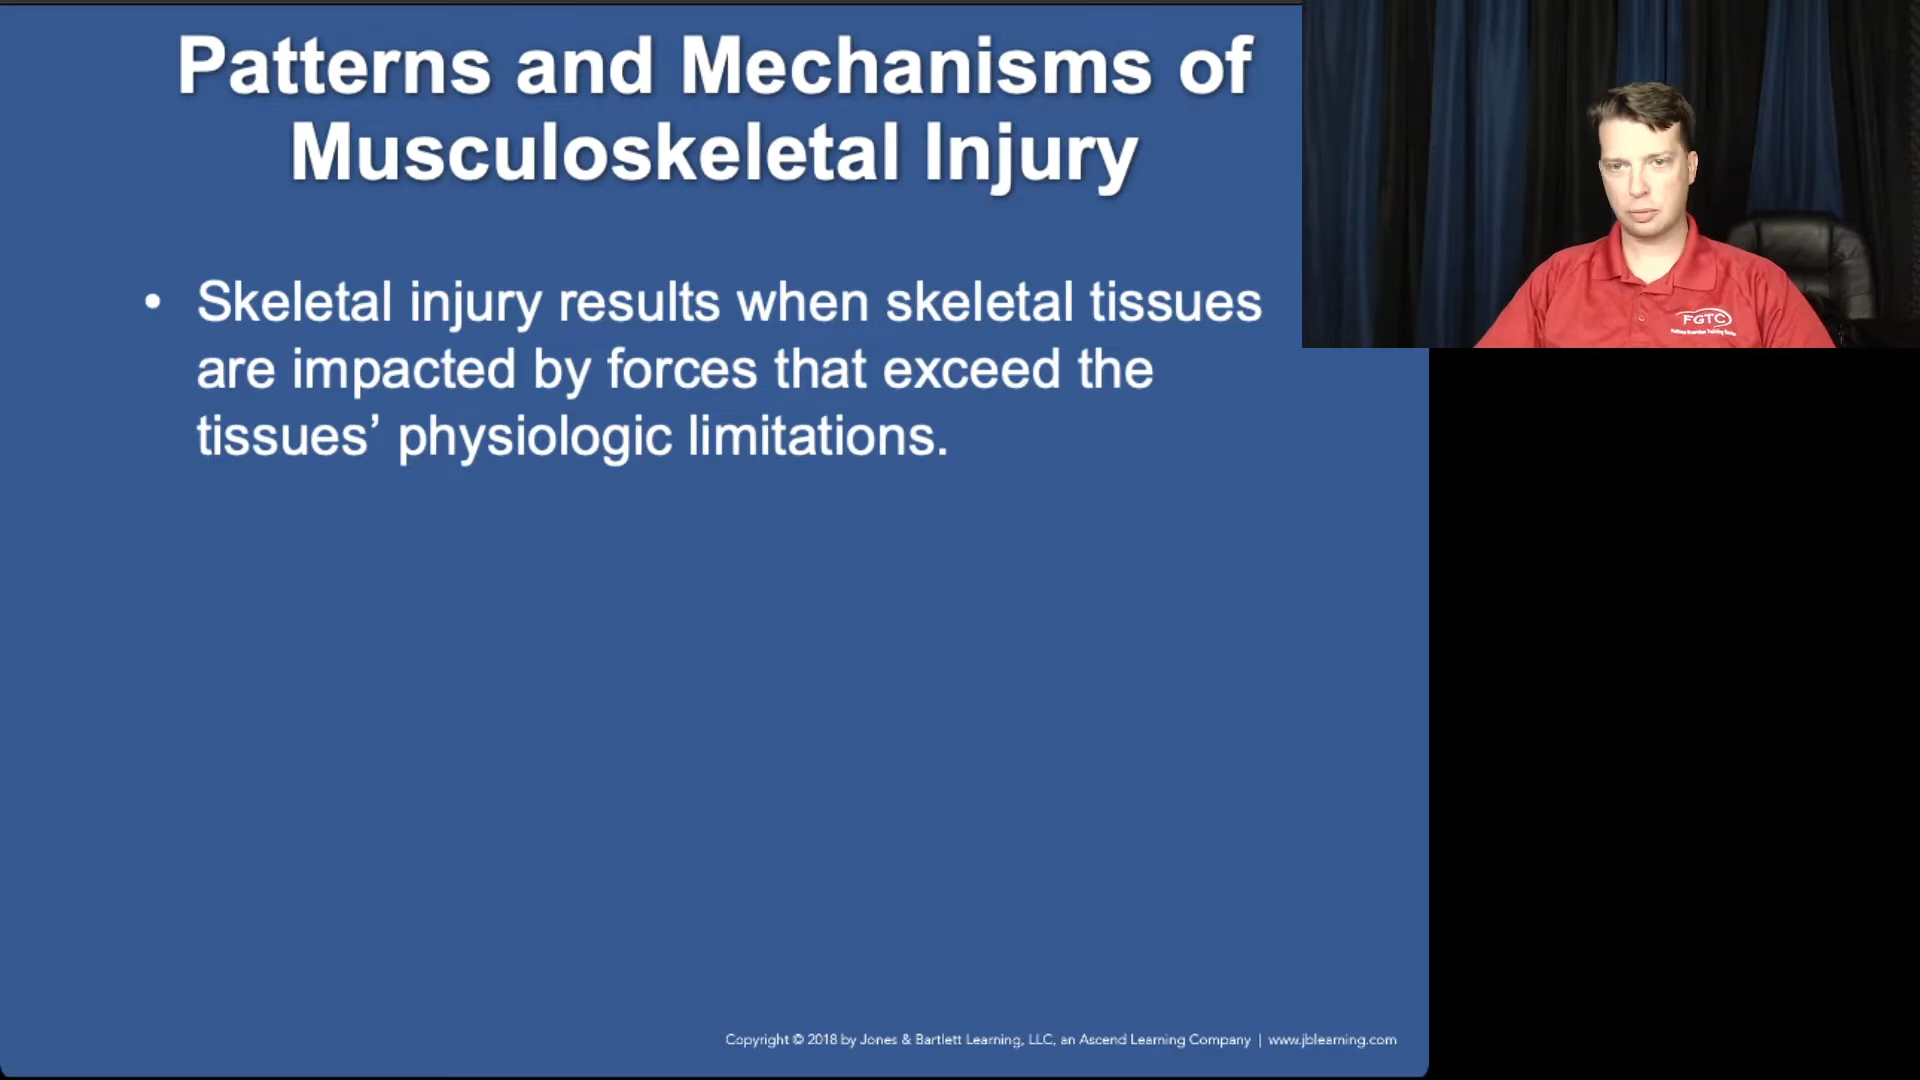 Patterns and Mechanisms of
Musculoskeletal Injury
• Skeletal injury results when skeletal tissues
are impacted by forces that exceed the
tissues’ physiologic limitations.
FGTC
Copyright © 2018 by Jones & Bartlett Learning, LLC, an Ascend Learning Company | www.jblearning.com